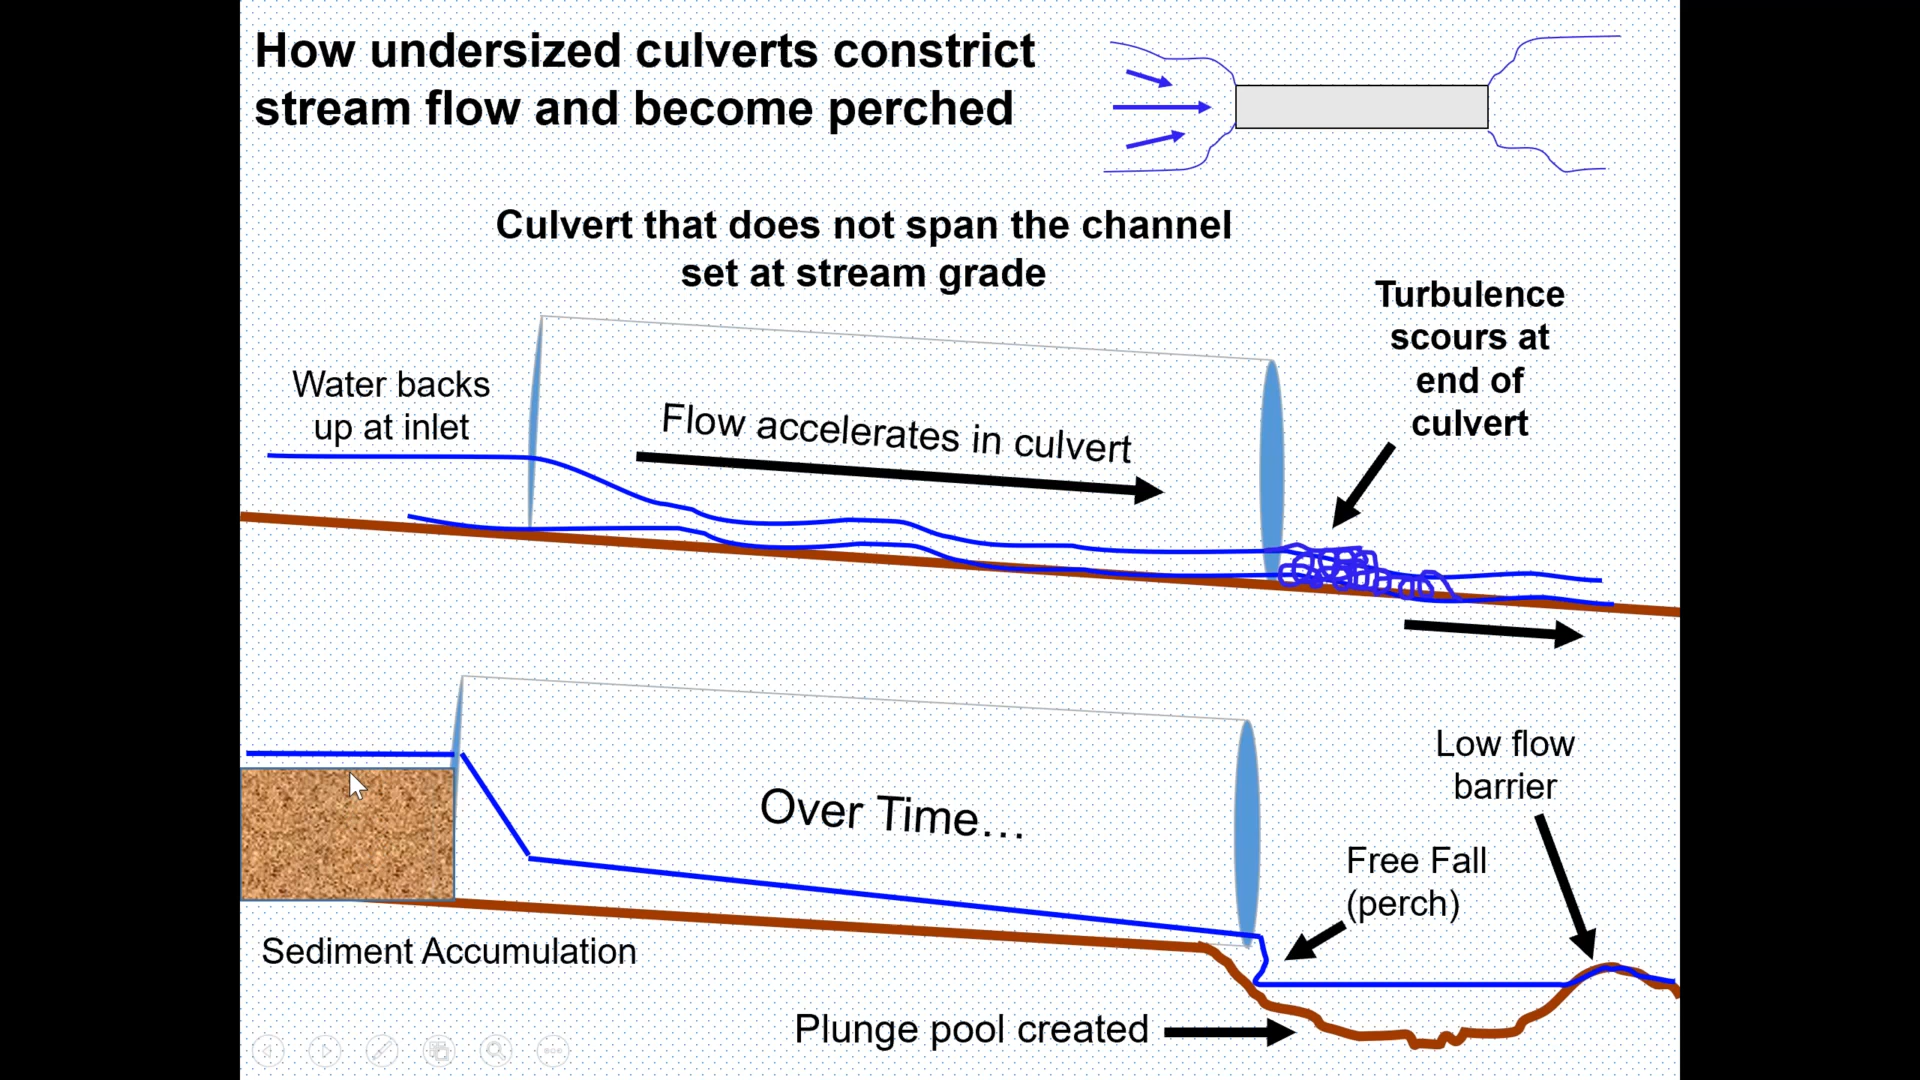 How undersized culverts constrict
stream flow and become perched
Culvert that does not span the channel
set at stream grade
Turbulence
scours at
end of
culvert
Water backs
up at inlet
Flow accelerates in culvert
Over Time...
Low flow
barrier
Free Fall
(perch)
Sediment Accumulation
Plunge pool created